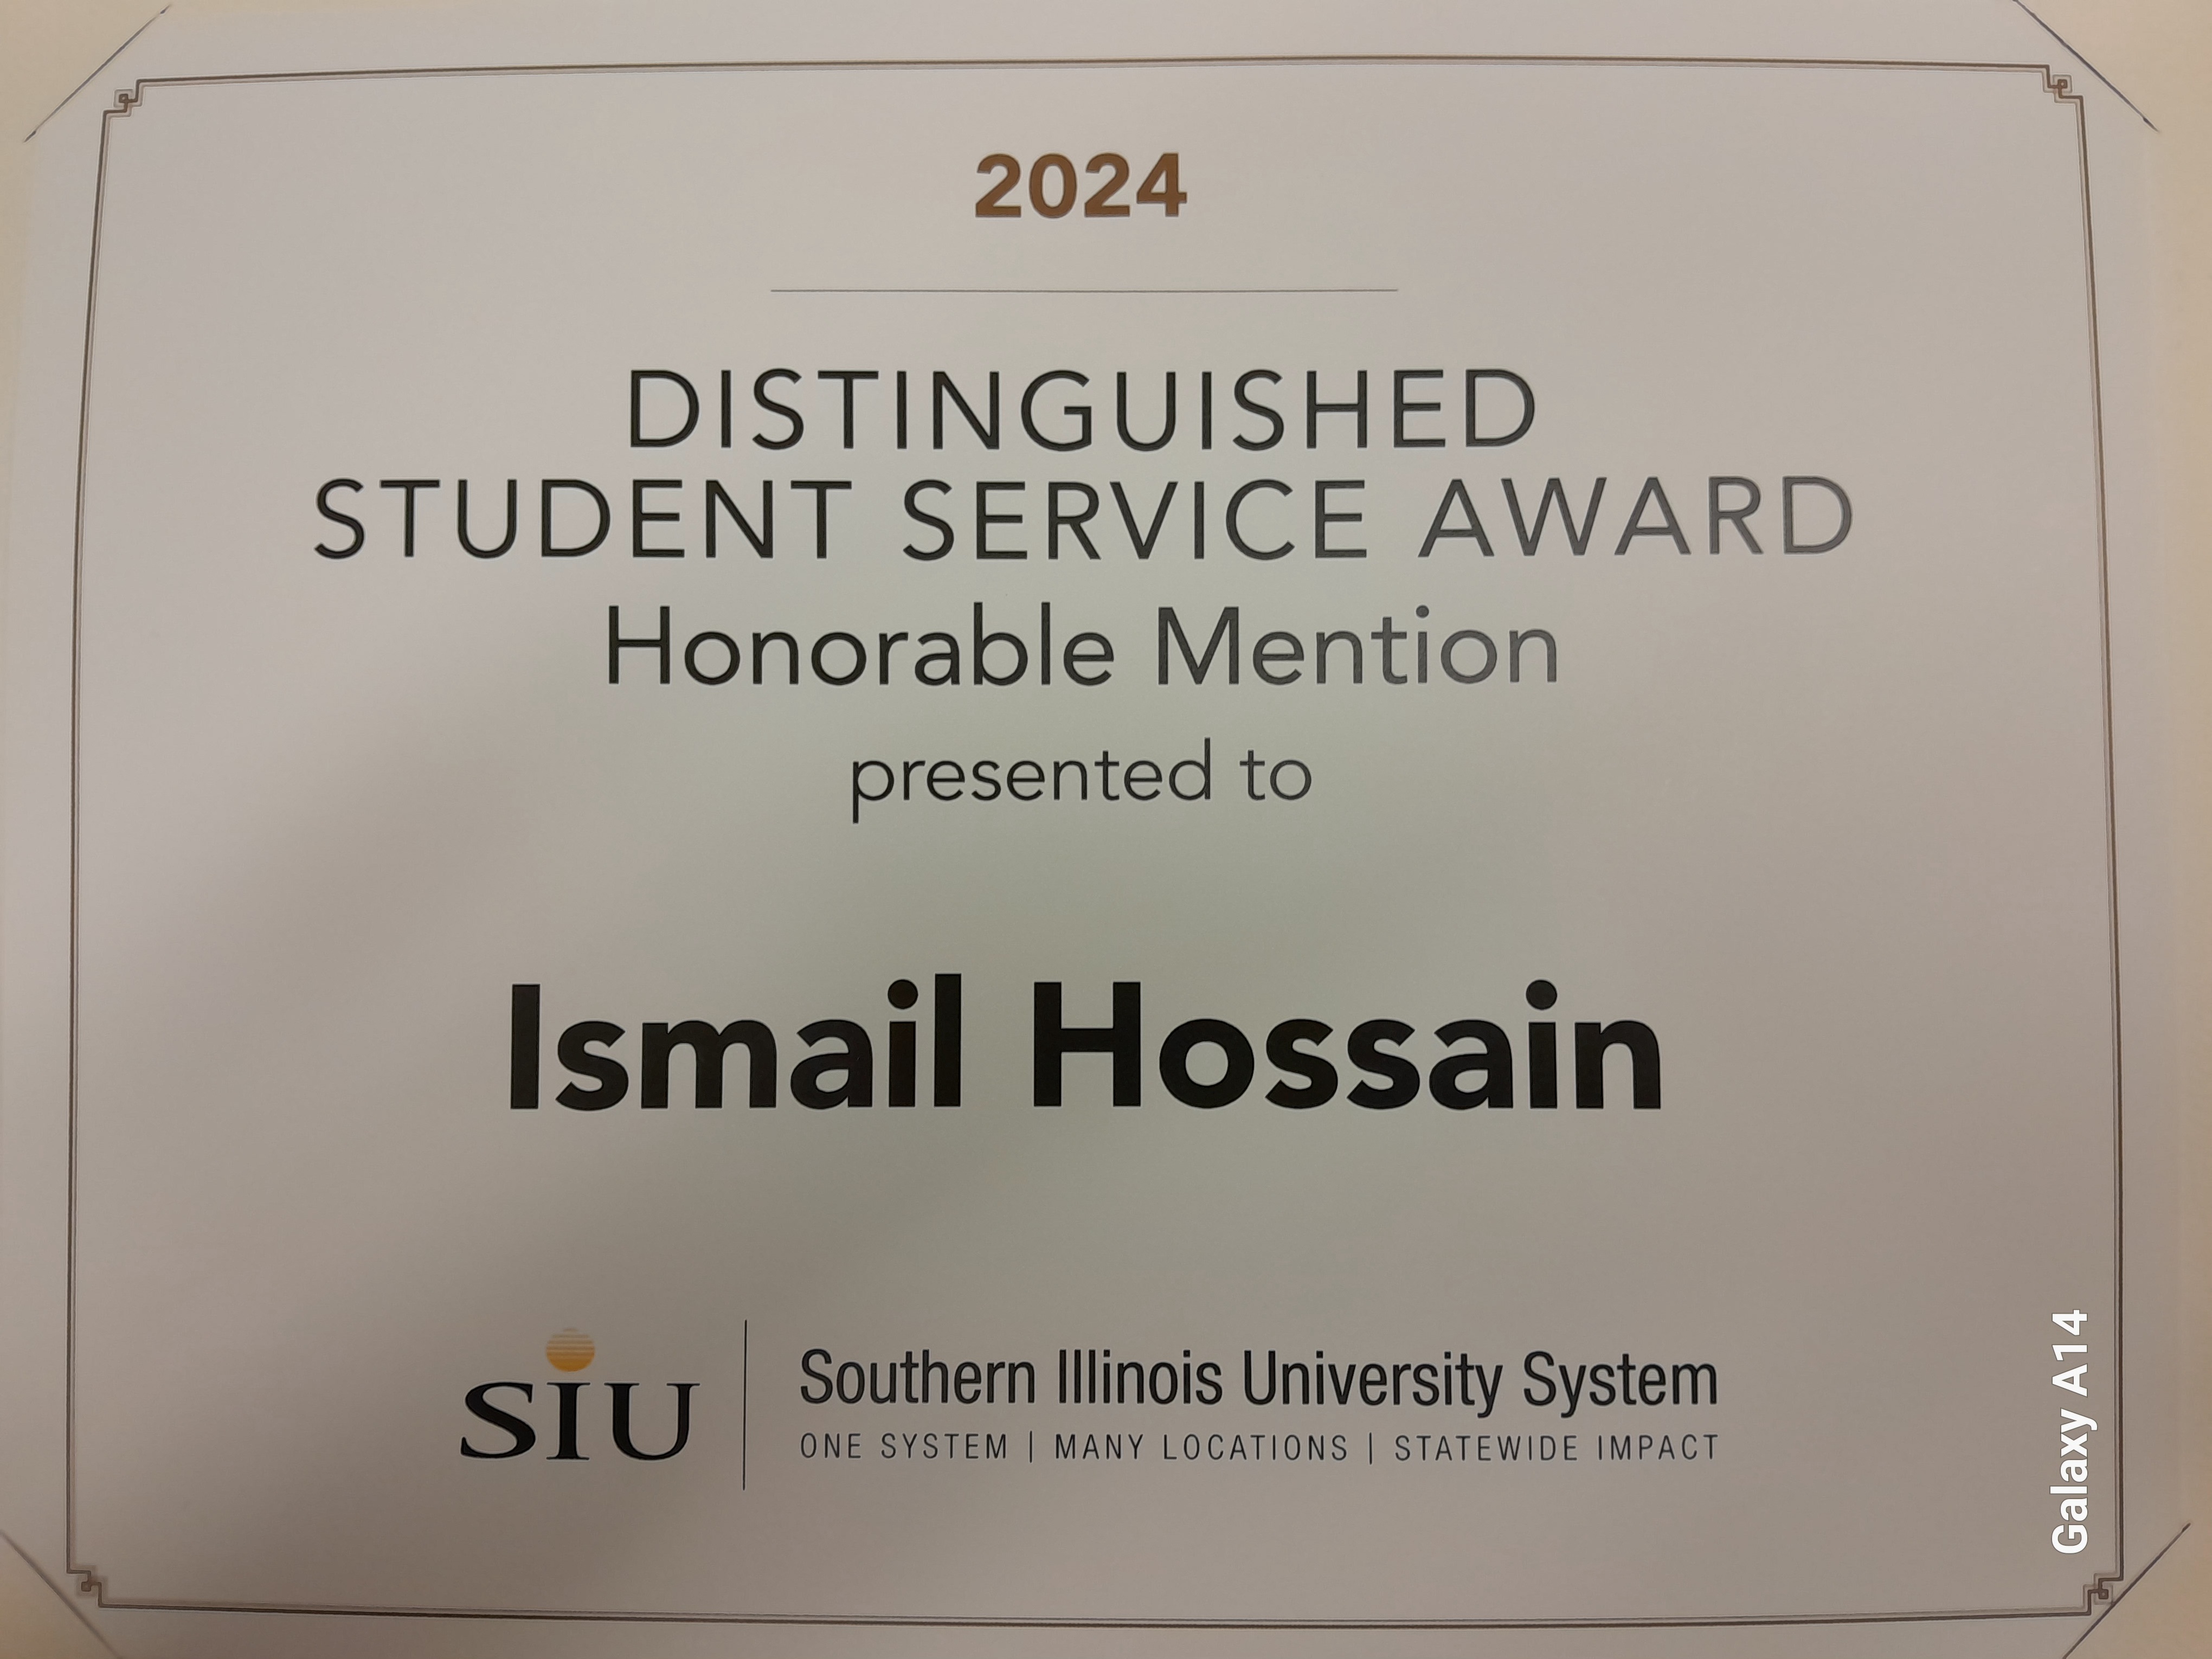 2024
DISTINGUISHED
STUDENT SERVICE AWARD
Honorable Mention
presented to
Ismail Hossain
SIU
Southern Illinois University System
ONE SYSTEM | MANY LOCATIONS | STATEWIDE IMPACT
Galaxy A14